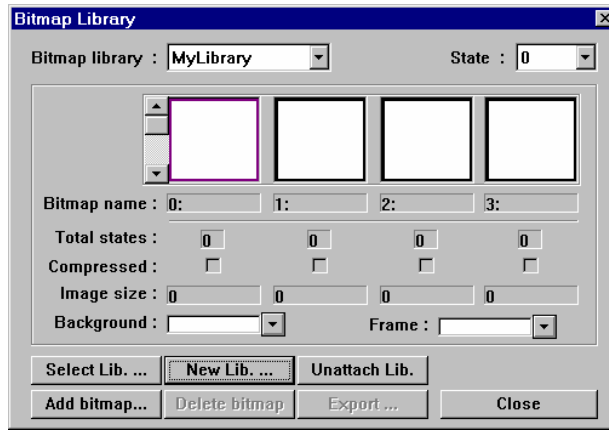 Bitmap Library
Bitmap library : MyLibrary State : 0
Bitmap name : 0: 1: 2: 3:
Total states : 0 0 0 0
Compressed :
Image size : 0 0 0 0
Background : Frame :
Select Lib. ... New Lib. ... Unattach Lib.
Add bitmap... Delete bitmap Export ... Close